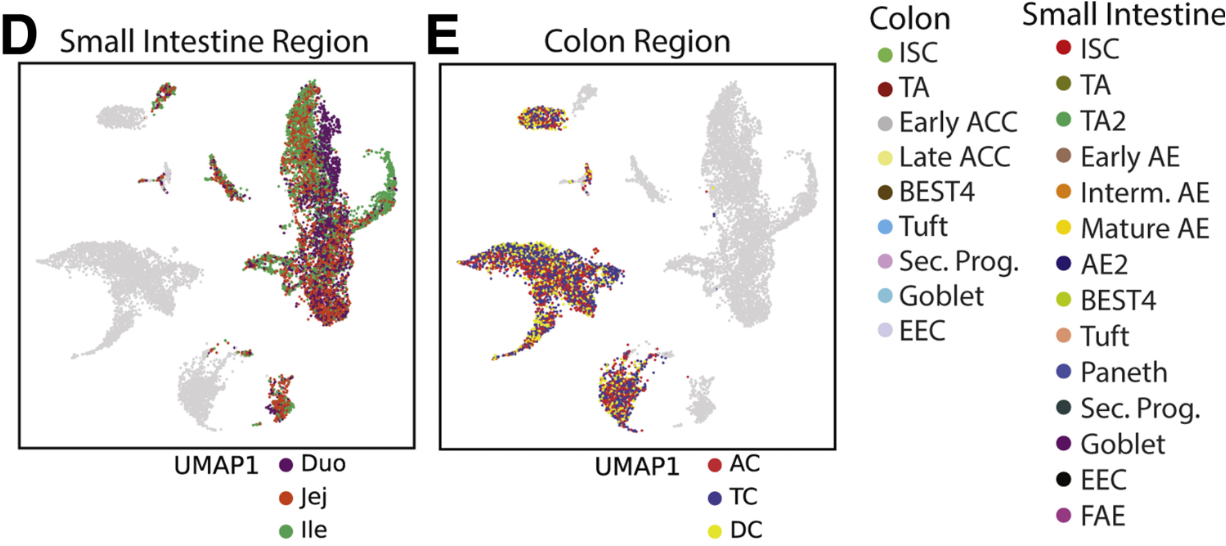 D
Small Intestine Region
UMAP1
Duo
Jej
Ile
E
Colon Region
UMAP1
AC
TC
DC
Colon
ISC
TA
Early ACC
Late ACC
BEST4
Tuft
Sec. Prog.
Goblet
EEC
Small Intestine
ISC
TA
TA2
Early AE
Interm. AE
Mature AE
AE2
BEST4
Tuft
Paneth
Sec. Prog.
Goblet
EEC
FAE